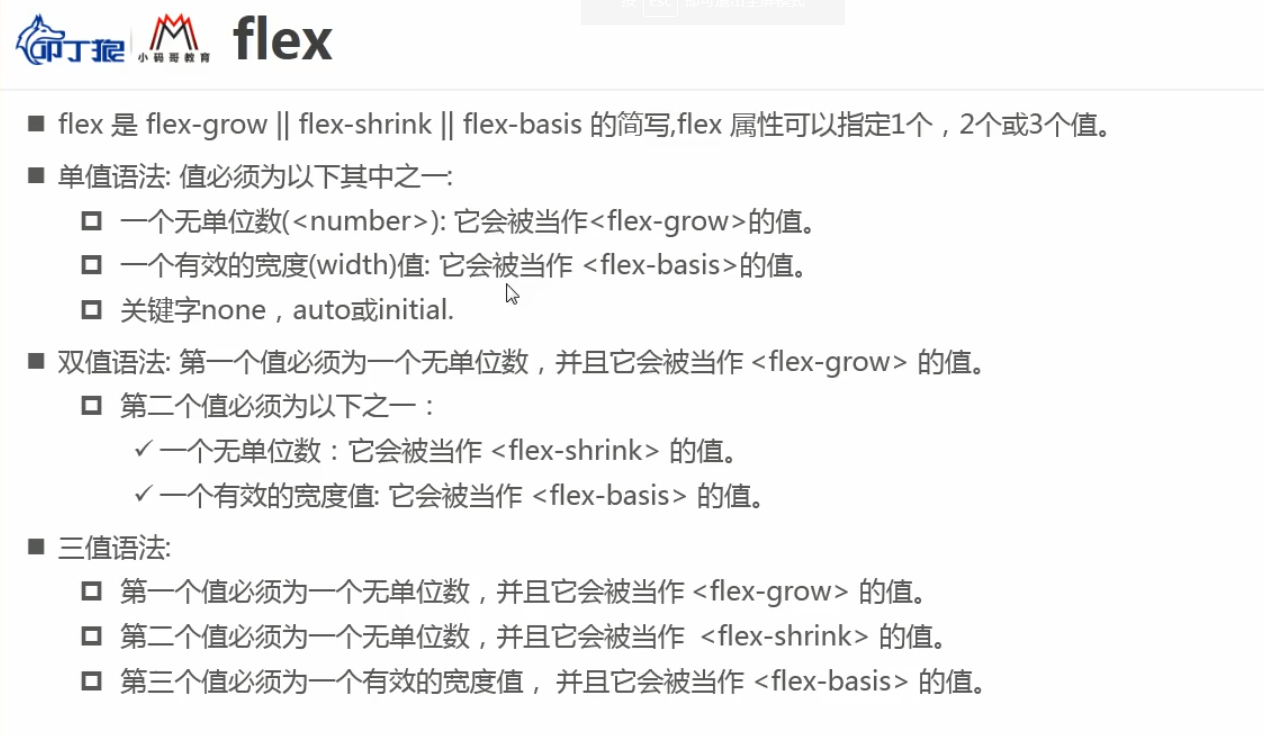 叩丁狼 小码哥教育 flex
flex 是 flex-grow || flex-shrink || flex-basis 的简写,flex 属性可以指定1个，2个或3个值。
单值语法: 值必须为以下其中之一:
一个无单位数(<number>): 它会被当作<flex-grow>的值。
一个有效的宽度(width)值: 它会被当作 <flex-basis>的值。
关键字none，auto或initial.
双值语法: 第一个值必须为一个无单位数，并且它会被当作 <flex-grow> 的值。
第二个值必须为以下之一：
一个无单位数：它会被当作 <flex-shrink> 的值。
一个有效的宽度值: 它会被当作 <flex-basis> 的值。
三值语法:
第一个值必须为一个无单位数，并且它会被当作 <flex-grow> 的值。
第二个值必须为一个无单位数，并且它会被当作 <flex-shrink> 的值。
第三个值必须为一个有效的宽度值， 并且它会被当作 <flex-basis> 的值。